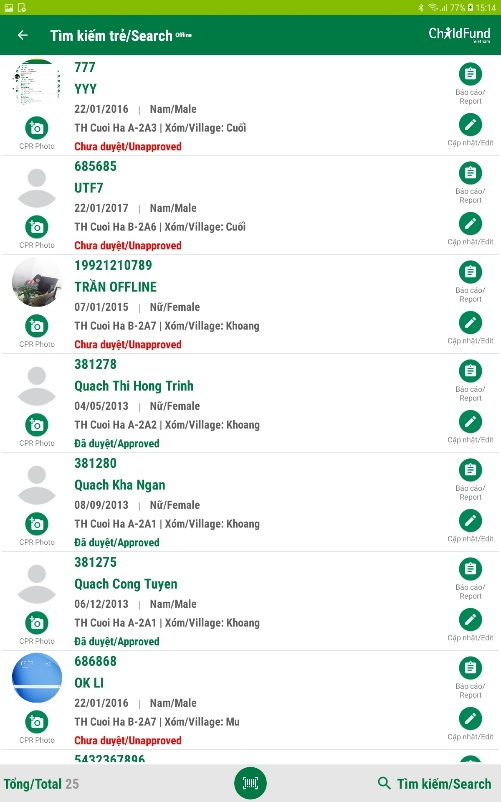 77% 15:14
Tìm kiếm trẻ/Search Offline
ChildFund
Vietnam
777
YYY
22/01/2016 | Nam/Male
TH Cuoi Ha A-2A3 | Xóm/Village: Cuối
Chưa duyệt/Unapproved
CPR Photo
Báo cáo/
Report
Cập nhật/Edit
685685
UTF7
22/01/2017 | Nam/Male
TH Cuoi Ha B-2A6 | Xóm/Village: Cuối
Chưa duyệt/Unapproved
CPR Photo
Báo cáo/
Report
Cập nhật/Edit
19921210789
TRẦN OFFLINE
07/01/2015 | Nữ/Female
TH Cuoi Ha B-2A7 | Xóm/Village: Khoang
Chưa duyệt/Unapproved
CPR Photo
Báo cáo/
Report
Cập nhật/Edit
381278
Quach Thi Hong Trinh
04/05/2013 | Nữ/Female
TH Cuoi Ha A-2A2 | Xóm/Village: Khoang
Đã duyệt/Approved
CPR Photo
Báo cáo/
Report
Cập nhật/Edit
381280
Quach Kha Ngan
08/09/2013 | Nữ/Female
TH Cuoi Ha A-2A1 | Xóm/Village: Khoang
Đã duyệt/Approved
CPR Photo
Báo cáo/
Report
Cập nhật/Edit
381275
Quach Cong Tuyen
06/12/2013 | Nam/Male
TH Cuoi Ha A-2A1 | Xóm/Village: Khoang
Đã duyệt/Approved
CPR Photo
Báo cáo/
Report
Cập nhật/Edit
686868
OK LI
22/01/2016 | Nam/Male
TH Cuoi Ha B-2A7 | Xóm/Village: Mu
Chưa duyệt/Unapproved
CPR Photo
Báo cáo/
Report
Cập nhật/Edit
5432367896
Tổng/Total 25
Tìm kiếm/Search